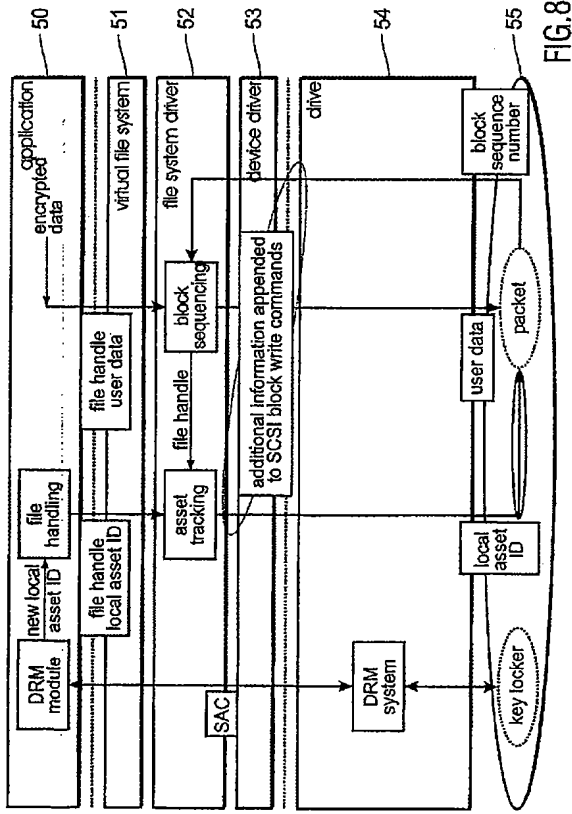 50
51
52
53
54
55
application
encrypted
data
virtual file system
file system driver
device driver
drive
DRM
module
new local
asset ID
file
handling
file handle
local asset ID
file handle
user data
asset
tracking
file handle
block
sequencing
additional information appended
to SCSI block write commands
SAC
DRM
system
key locker
local
asset
ID
user data
packet
block
sequence
number
FIG.8